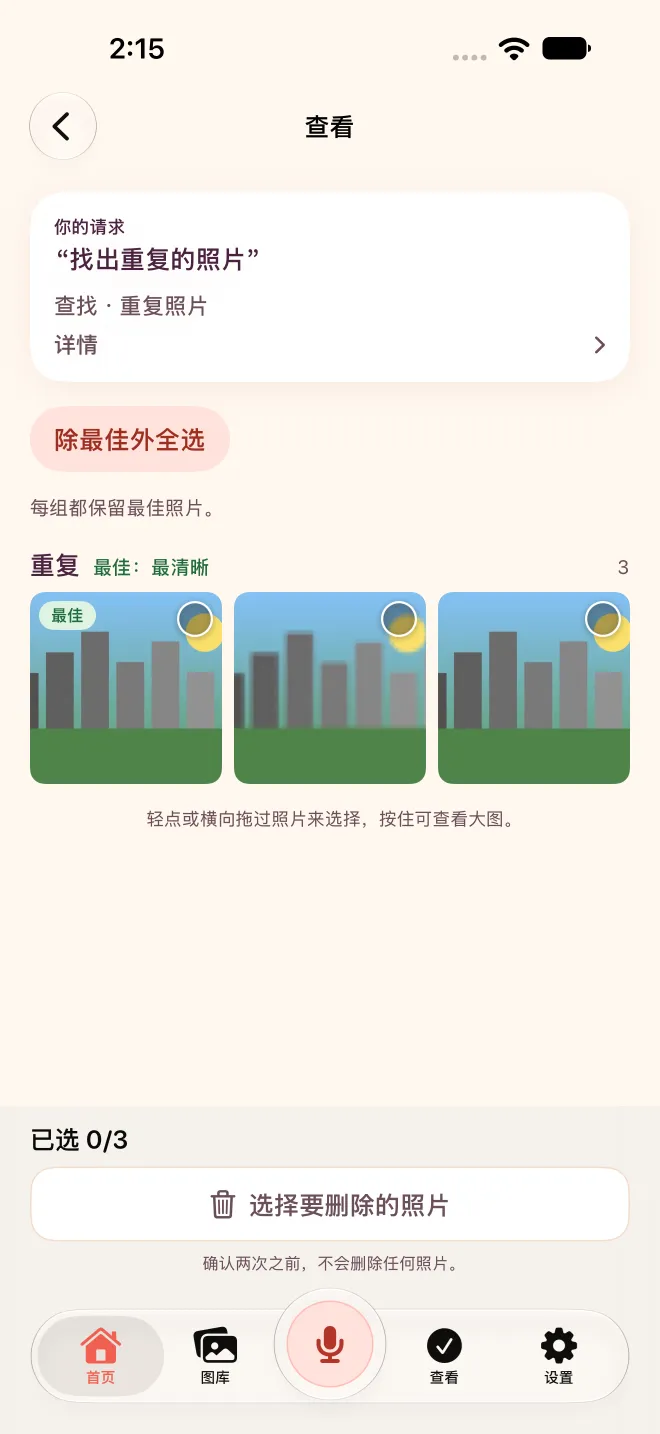 2:15
查看
你的请求
“找出重复的照片”
查找 · 重复照片
详情
除最佳外全选
每组都保留最佳照片。
重复 最佳：最清晰 3
最佳
轻点或横向拖过照片来选择，按住可查看大图。
已选 0/3
选择要删除的照片
确认两次之前，不会删除任何照片。
首页 图库 查看 设置